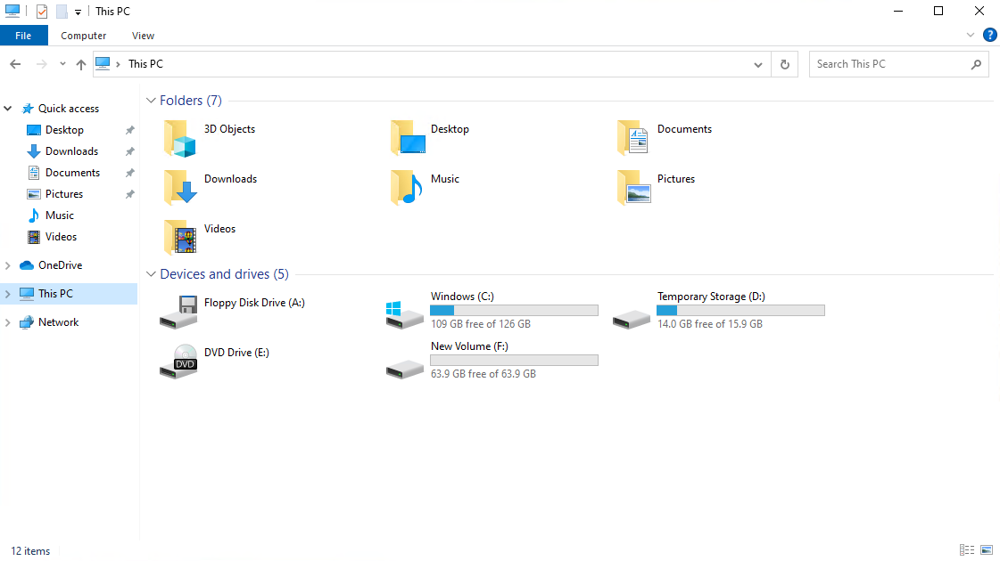 This PC
File Computer View
This PC
Search This PC
Quick access
Desktop
Downloads
Documents
Pictures
Music
Videos
OneDrive
This PC
Network
Folders (7)
3D Objects
Desktop
Documents
Downloads
Music
Pictures
Videos
Devices and drives (5)
Floppy Disk Drive (A:)
Windows (C:)
109 GB free of 126 GB
Temporary Storage (D:)
14.0 GB free of 15.9 GB
DVD
DVD Drive (E:)
New Volume (F:)
63.9 GB free of 63.9 GB
12 items